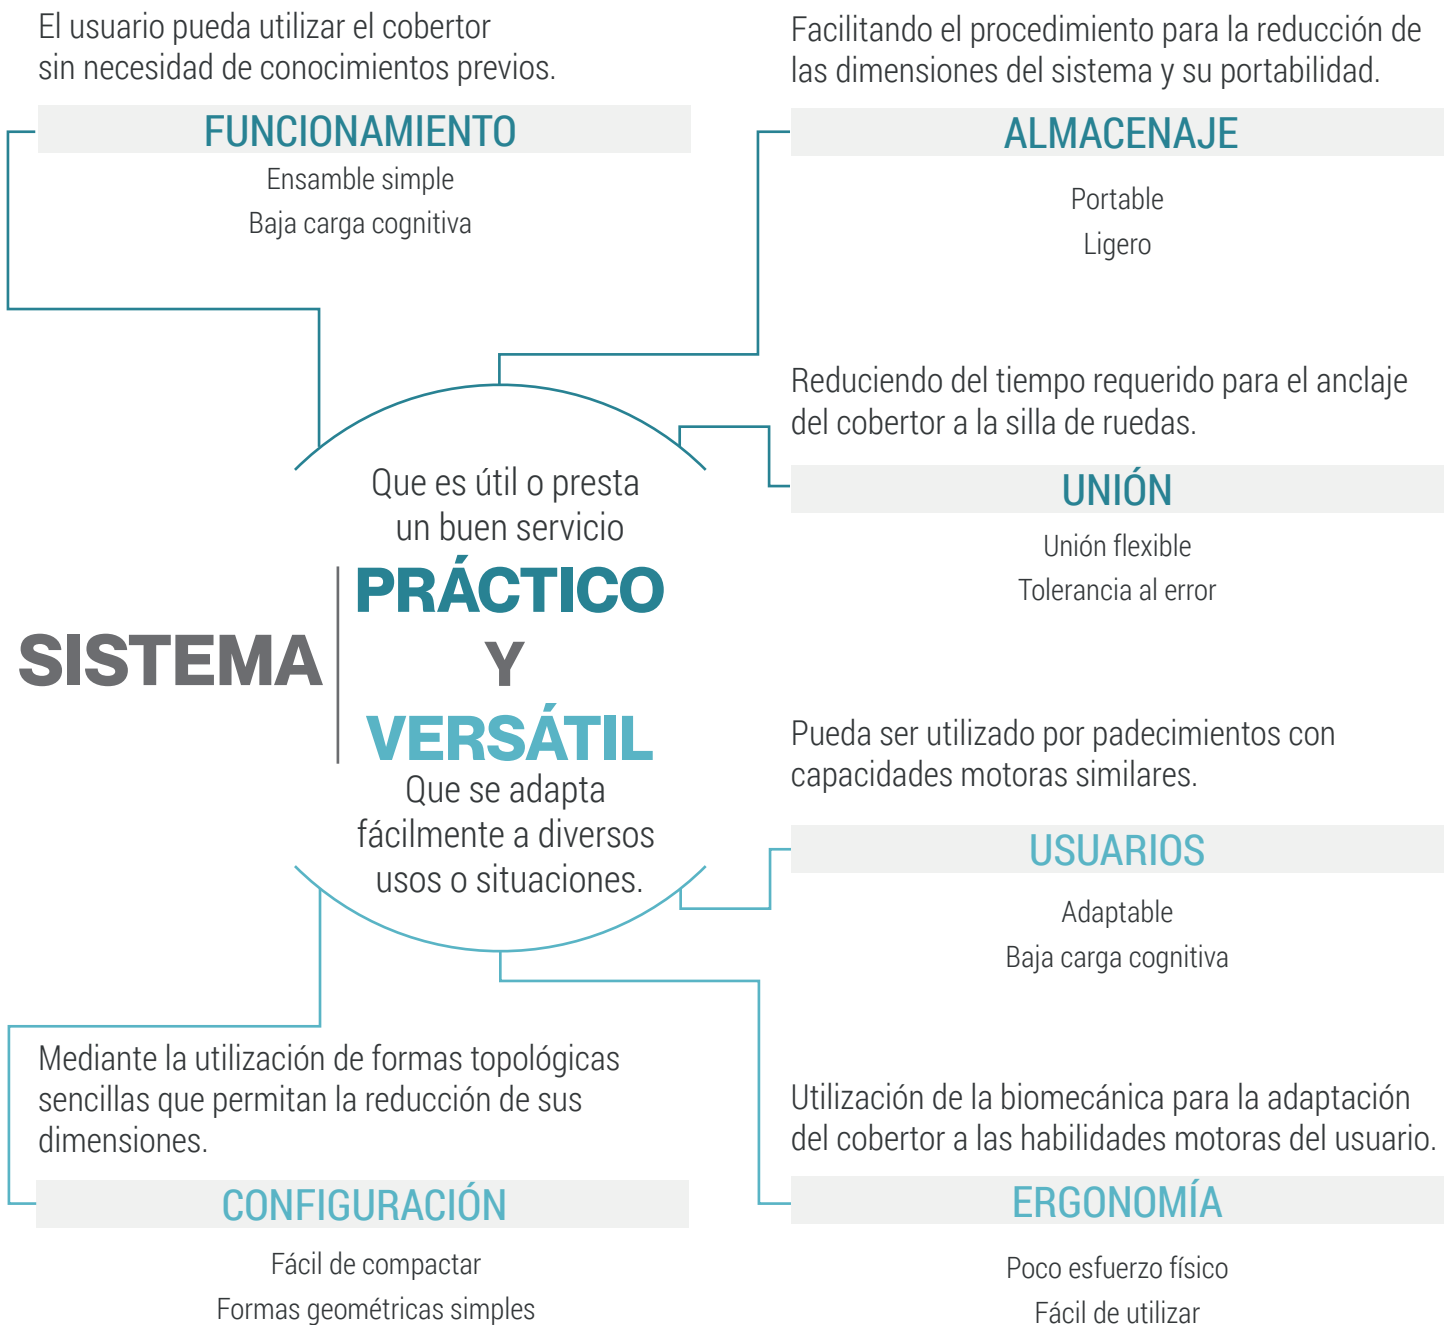 El usuario pueda utilizar el cobertor
sin necesidad de conocimientos previos.
FUNCIONAMIENTO
Ensamble simple
Baja carga cognitiva
Facilitando el procedimiento para la reducción de
las dimensiones del sistema y su portabilidad.
ALMACENAJE
Portable
Ligero
Reduciendo del tiempo requerido para el anclaje
del cobertor a la silla de ruedas.
UNIÓN
Unión flexible
Tolerancia al error
Que es útil o presta
un buen servicio
SISTEMA
PRÁCTICO
Y
VERSÁTIL
Que se adapta
fácilmente a diversos
usos o situaciones.
Pueda ser utilizado por padecimientos con
capacidades motoras similares.
USUARIOS
Adaptable
Baja carga cognitiva
Mediante la utilización de formas topológicas
sencillas que permitan la reducción de sus
dimensiones.
CONFIGURACIÓN
Fácil de compactar
Formas geométricas simples
Utilización de la biomecánica para la adaptación
del cobertor a las habilidades motoras del usuario.
ERGONOMÍA
Poco esfuerzo físico
Fácil de utilizar